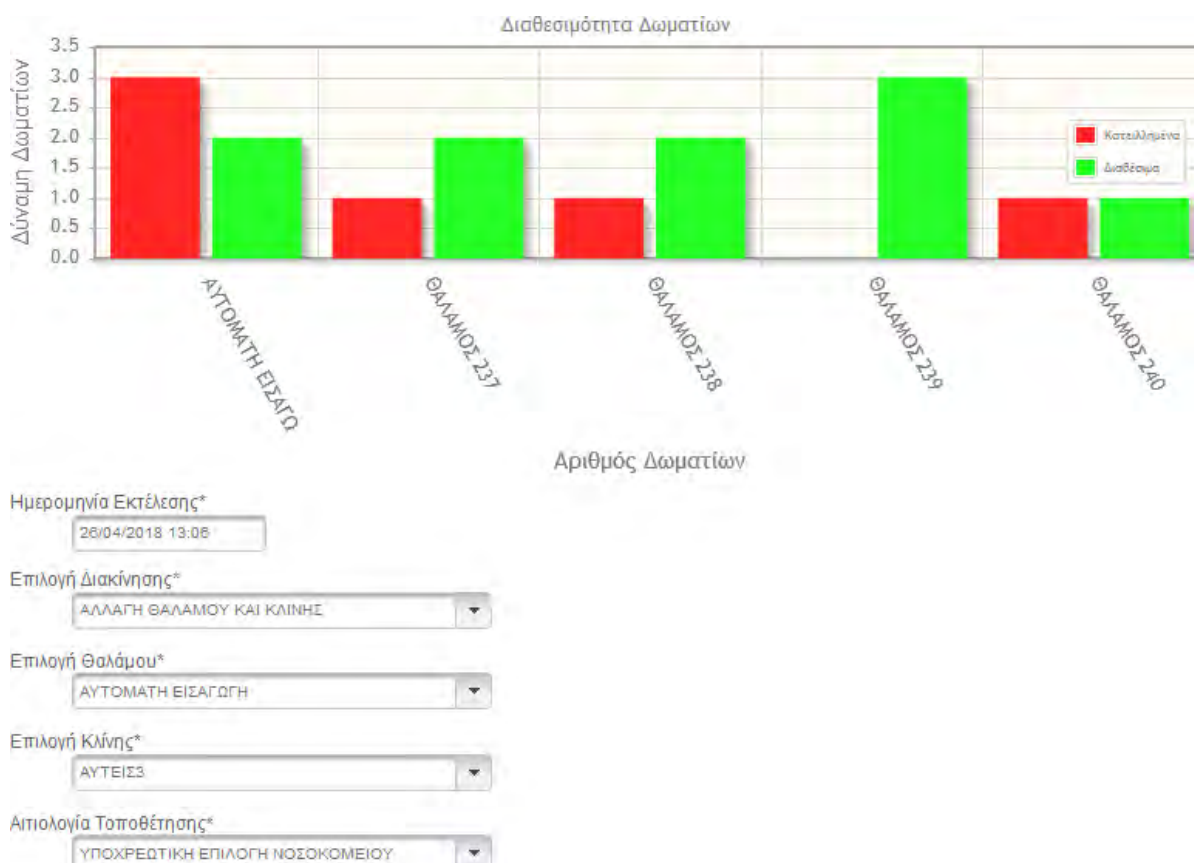 Διαθεσιμότητα Δωματίων
Δύναμη Δωματίων
3.5
3.0
2.5
2.0
1.5
1.0
0.5
0.0
Κατειλλημένα
Διαθέσιμα
ΑΥΤΟΜΑΤΗ ΕΙΣΑΓΩ
ΘΑΛΑΜΟΣ 237
ΘΑΛΑΜΟΣ 238
ΘΑΛΑΜΟΣ 239
ΘΑΛΑΜΟΣ 240
Αριθμός Δωματίων
Ημερομηνία Εκτέλεσης*
26/04/2018 13:06
Επιλογή Διακίνησης*
ΑΛΛΑΓΗ ΘΑΛΑΜΟΥ ΚΑΙ ΚΛΙΝΗΣ
Επιλογή Θαλάμου*
ΑΥΤΟΜΑΤΗ ΕΙΣΑΓΩΓΗ
Επιλογή Κλίνης*
ΑΥΤΕΙΣ3
Αιτιολογία Τοποθέτησης*
ΥΠΟΧΡΕΩΤΙΚΗ ΕΠΙΛΟΓΗ ΝΟΣΟΚΟΜΕΙΟΥ